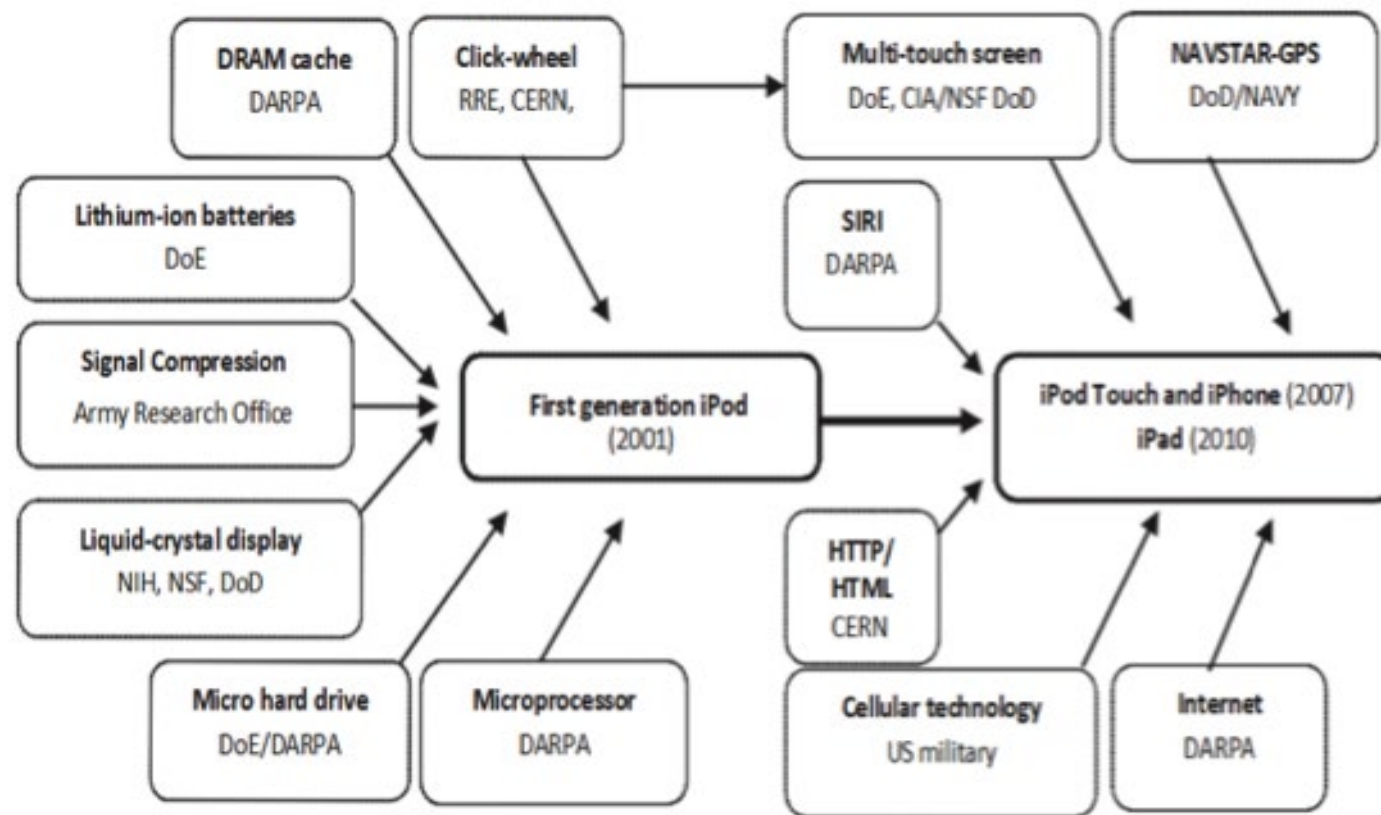 DRAM cache
DARPA
Click-wheel
RRE, CERN,
Multi-touch screen
DoE, CIA/NSF DoD
NAVSTAR-GPS
DoD/NAVY
Lithium-ion batteries
DoE
SIRI
DARPA
Signal Compression
Army Research Office
First generation iPod
(2001)
iPod Touch and iPhone (2007)
iPad (2010)
Liquid-crystal display
NIH, NSF, DoD
HTTP/
HTML
CERN
Micro hard drive
DoE/DARPA
Microprocessor
DARPA
Cellular technology
US military
Internet
DARPA